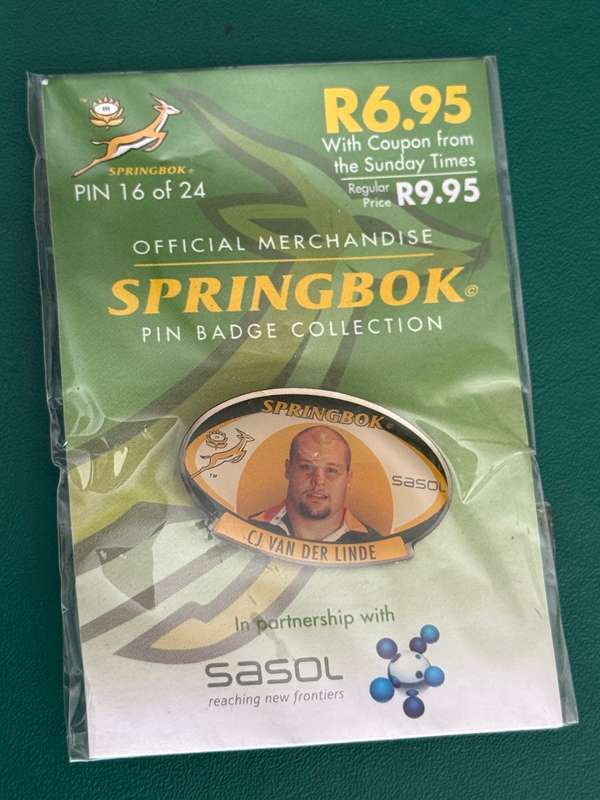 SPRINGBOK®
PIN 16 of 24
R6.95
With Coupon from
the Sunday Times
Regular Price R9.95
OFFICIAL MERCHANDISE
SPRINGBOK©
PIN BADGE COLLECTION
SPRINGBOK®
TM
SASOL
CJ VAN DER LINDE
In partnership with
SASOL
reaching new frontiers